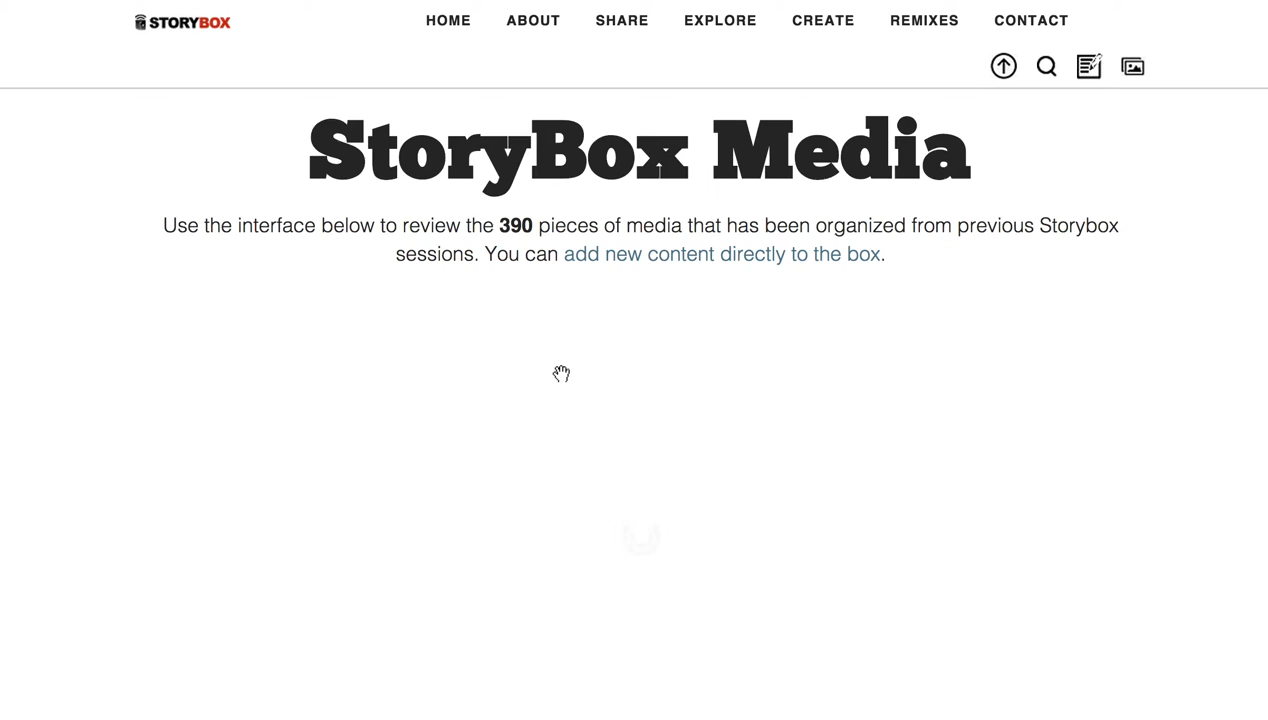 STORYBOX
HOME ABOUT SHARE EXPLORE CREATE REMIXES CONTACT
StoryBox Media
Use the interface below to review the 390 pieces of media that has been organized from previous Storybox
sessions. You can add new content directly to the box.